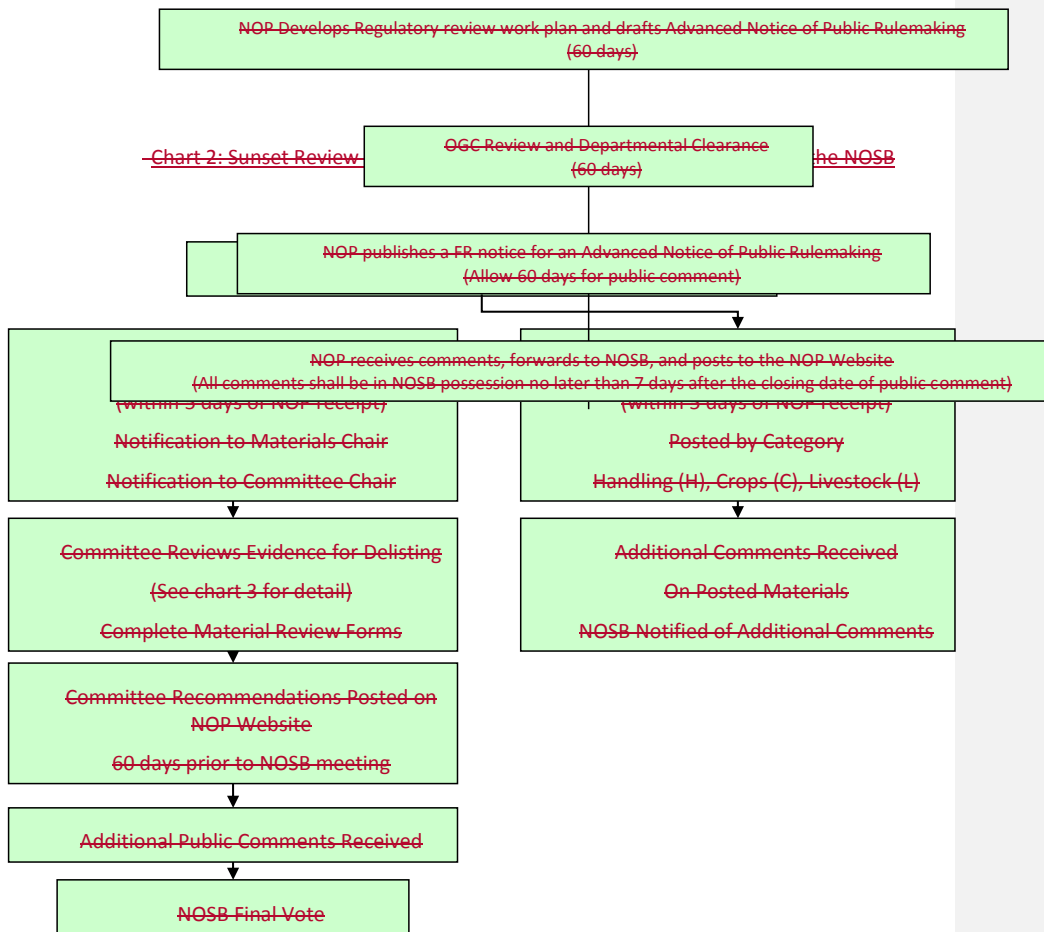 NOP Develops Regulatory review work plan and drafts Advanced Notice of Public Rulemaking
(60 days)
OGC Review and Departmental Clearance
(60 days)
Chart 2: Sunset Review
he NOSB
NOP publishes a FR notice for an Advanced Notice of Public Rulemaking
(Allow 60 days for public comment)
NOP receives comments, forwards to NOSB, and posts to the NOP Website
(All comments shall be in NOSB possession no later than 7 days after the closing date of public comment)
(within 5 days of NOP receipt)
Notification to Materials Chair
Notification to Committee Chair
(within 5 days of NOP receipt)
Posted by Category
Handling (H), Crops (C), Livestock (L)
Committee Reviews Evidence for Delisting
(See chart 3 for detail)
Complete Material Review Forms
Additional Comments Received
On Posted Materials
NOSB Notified of Additional Comments
Committee Recommendations Posted on
NOP Website
60 days prior to NOSB meeting
Additional Public Comments Received
NOSB Final Vote